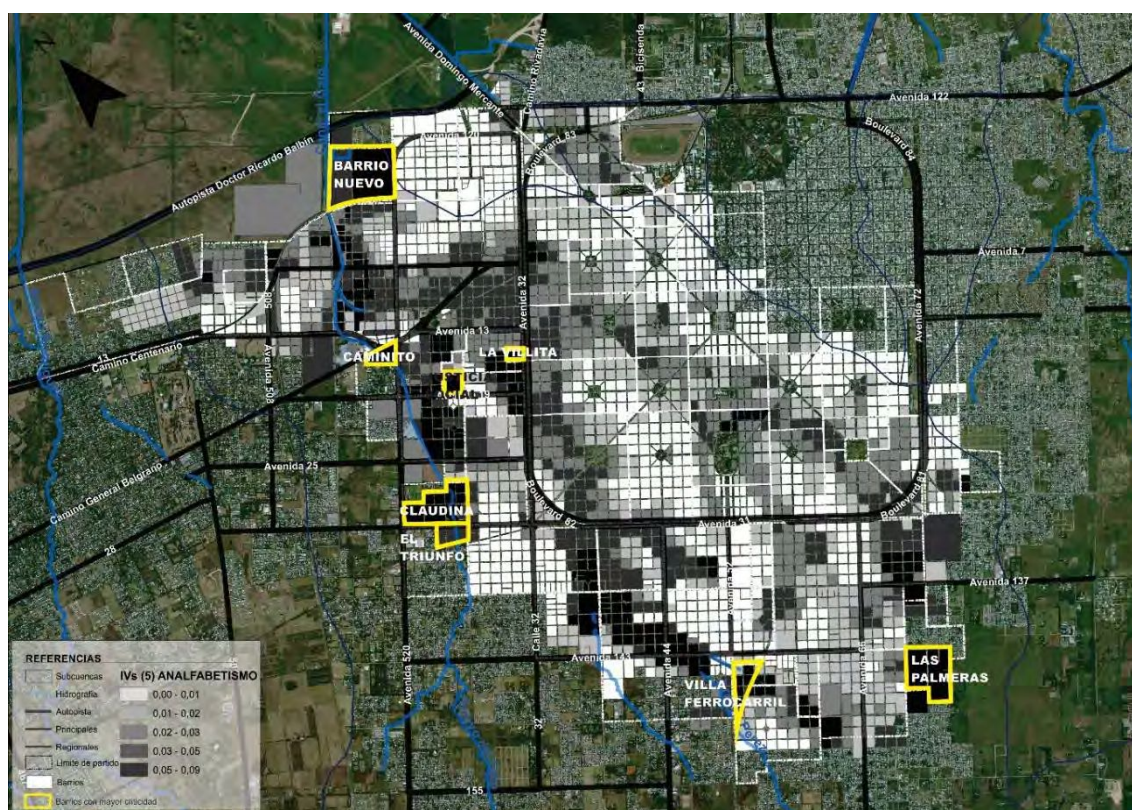 Avenida Domingo Mercante
Camino Rivadavia
43 Bicisenda
Avenida 122
Avenida 120
Boulevard 83
Boulevard 84
Autopista Doctor Ricardo Balbín
BARRIO
NUEVO
Avenida 7
Avenida 32
Avenida 72
508
Avenida 13
13
Camino Centenario
CAMINITO
LA VILLITA
Avenida 508
Avenida 25
Camino General Belgrano
28
CLAUDINA
EL
TRIUNFO
Boulevard 82
Avenida 31
Boulevard 81
Avenida 137
Calle 32
Avenida 520
Avenida 44
32
155
VILLA
FERROCARRIL
LAS
PALMERAS
REFERENCIAS
Subcuencas
Hidrografía
Autopista
Principales
Regionales
Límite de partido
Barrios
Barrios con mayor criticidad
IVs (5) ANALFABETISMO
0,00 - 0,01
0,01 - 0,02
0,02 - 0,03
0,03 - 0,05
0,05 - 0,09